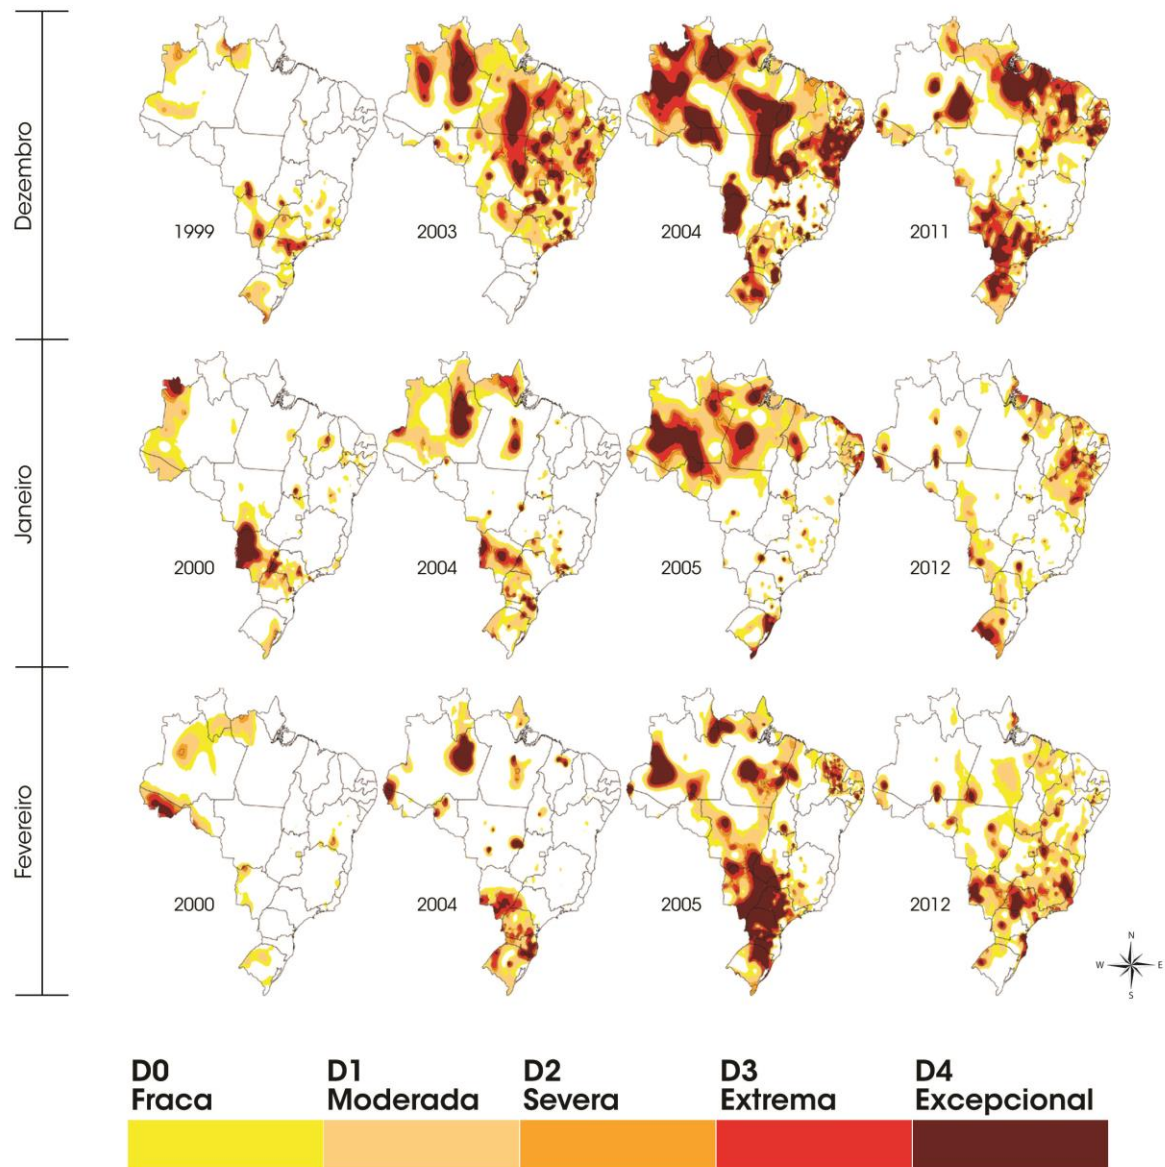 Dezembro
1999
2003
2004
2011
Janeiro
2000
2004
2005
2012
Fevereiro
2000
2004
2005
2012
N
W E
S
D0 D1 D2 D3 D4
Fraca Moderada Severa Extrema Excepcional